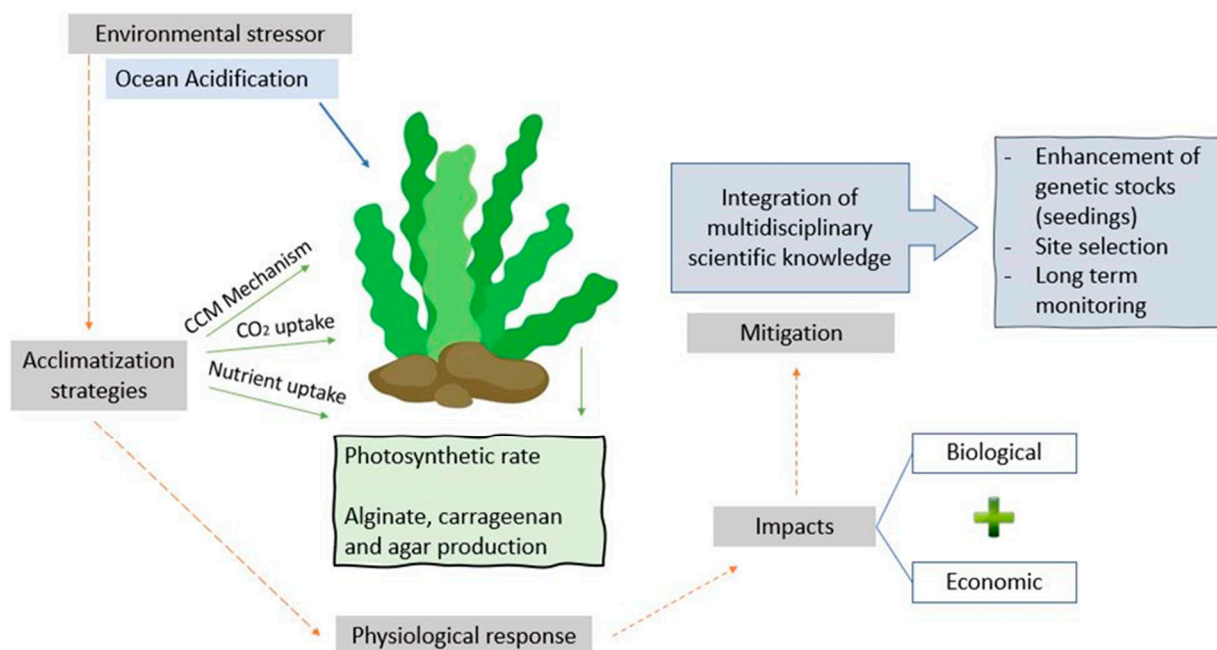 Environmental stressor
Ocean Acidification
CCM Mechanism
CO₂ uptake
Nutrient uptake
Acclimatization
strategies
Photosynthetic rate
Alginate, carrageenan
and agar production
Physiological response
Integration of
multidisciplinary
scientific knowledge
- Enhancement of
genetic stocks
(seedings)
- Site selection
- Long term
monitoring
Mitigation
Impacts
Biological
Economic